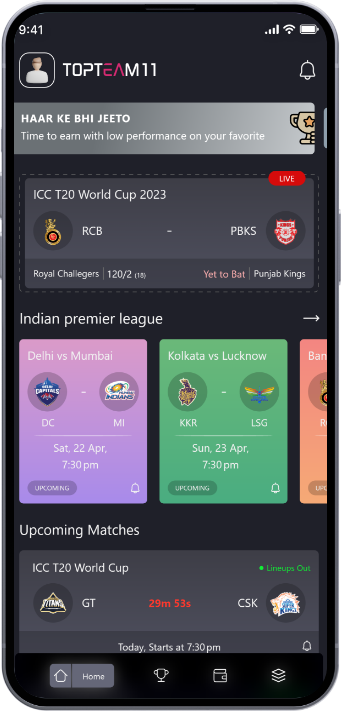 9:41
TOPTEAM11
HAAR KE BHI JEETO
Time to earn with low performance on your favorite
LIVE
ICC T20 World Cup 2023
RCB - PBKS
Royal Challegers 120/2 (18) Yet to Bat Punjab Kings
Indian premier league
Delhi vs Mumbai
DC - MI
Sat, 22 Apr,
7:30 pm
UPCOMING
Kolkata vs Lucknow
KKR - LSG
Sun, 23 Apr,
7:30 pm
UPCOMING
Ban
Upcoming Matches
ICC T20 World Cup
Lineups Out
GT 29m 53s CSK
Today, Starts at 7:30 pm
Home